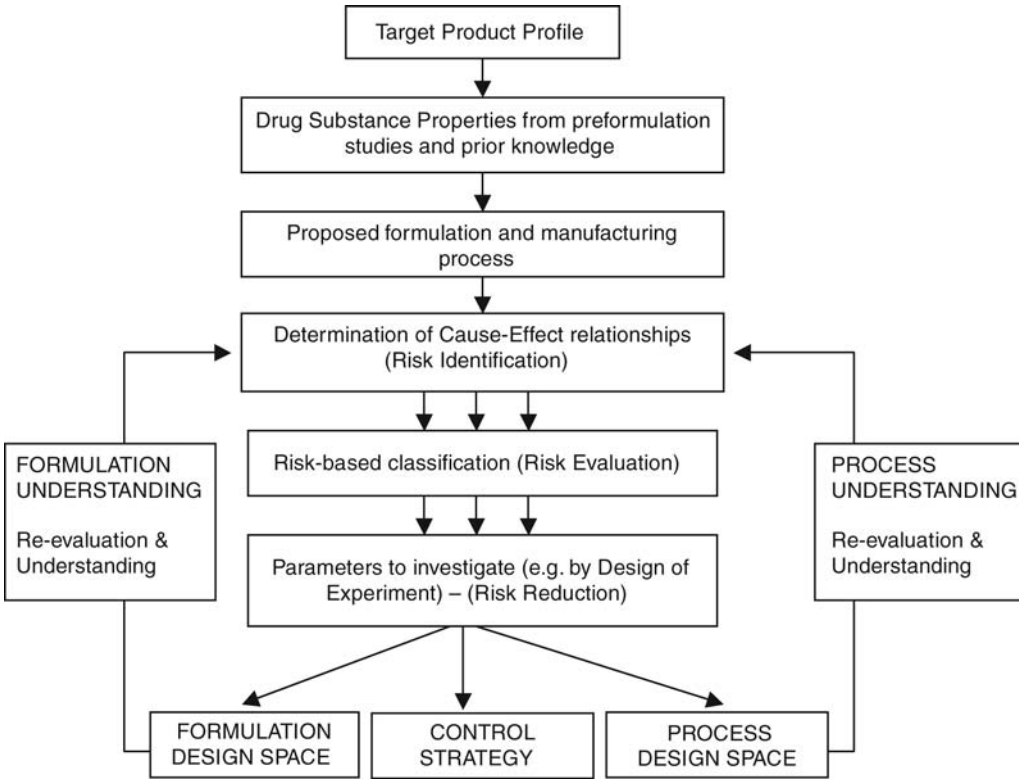 Target Product Profile
Drug Substance Properties from preformulation
studies and prior knowledge
Proposed formulation and manufacturing
process
Determination of Cause-Effect relationships
(Risk Identification)
Risk-based classification (Risk Evaluation)
Parameters to investigate (e.g. by Design of
Experiment) – (Risk Reduction)
FORMULATION
UNDERSTANDING
Re-evaluation &
Understanding
PROCESS
UNDERSTANDING
Re-evaluation &
Understanding
FORMULATION
DESIGN SPACE
CONTROL
STRATEGY
PROCESS
DESIGN SPACE